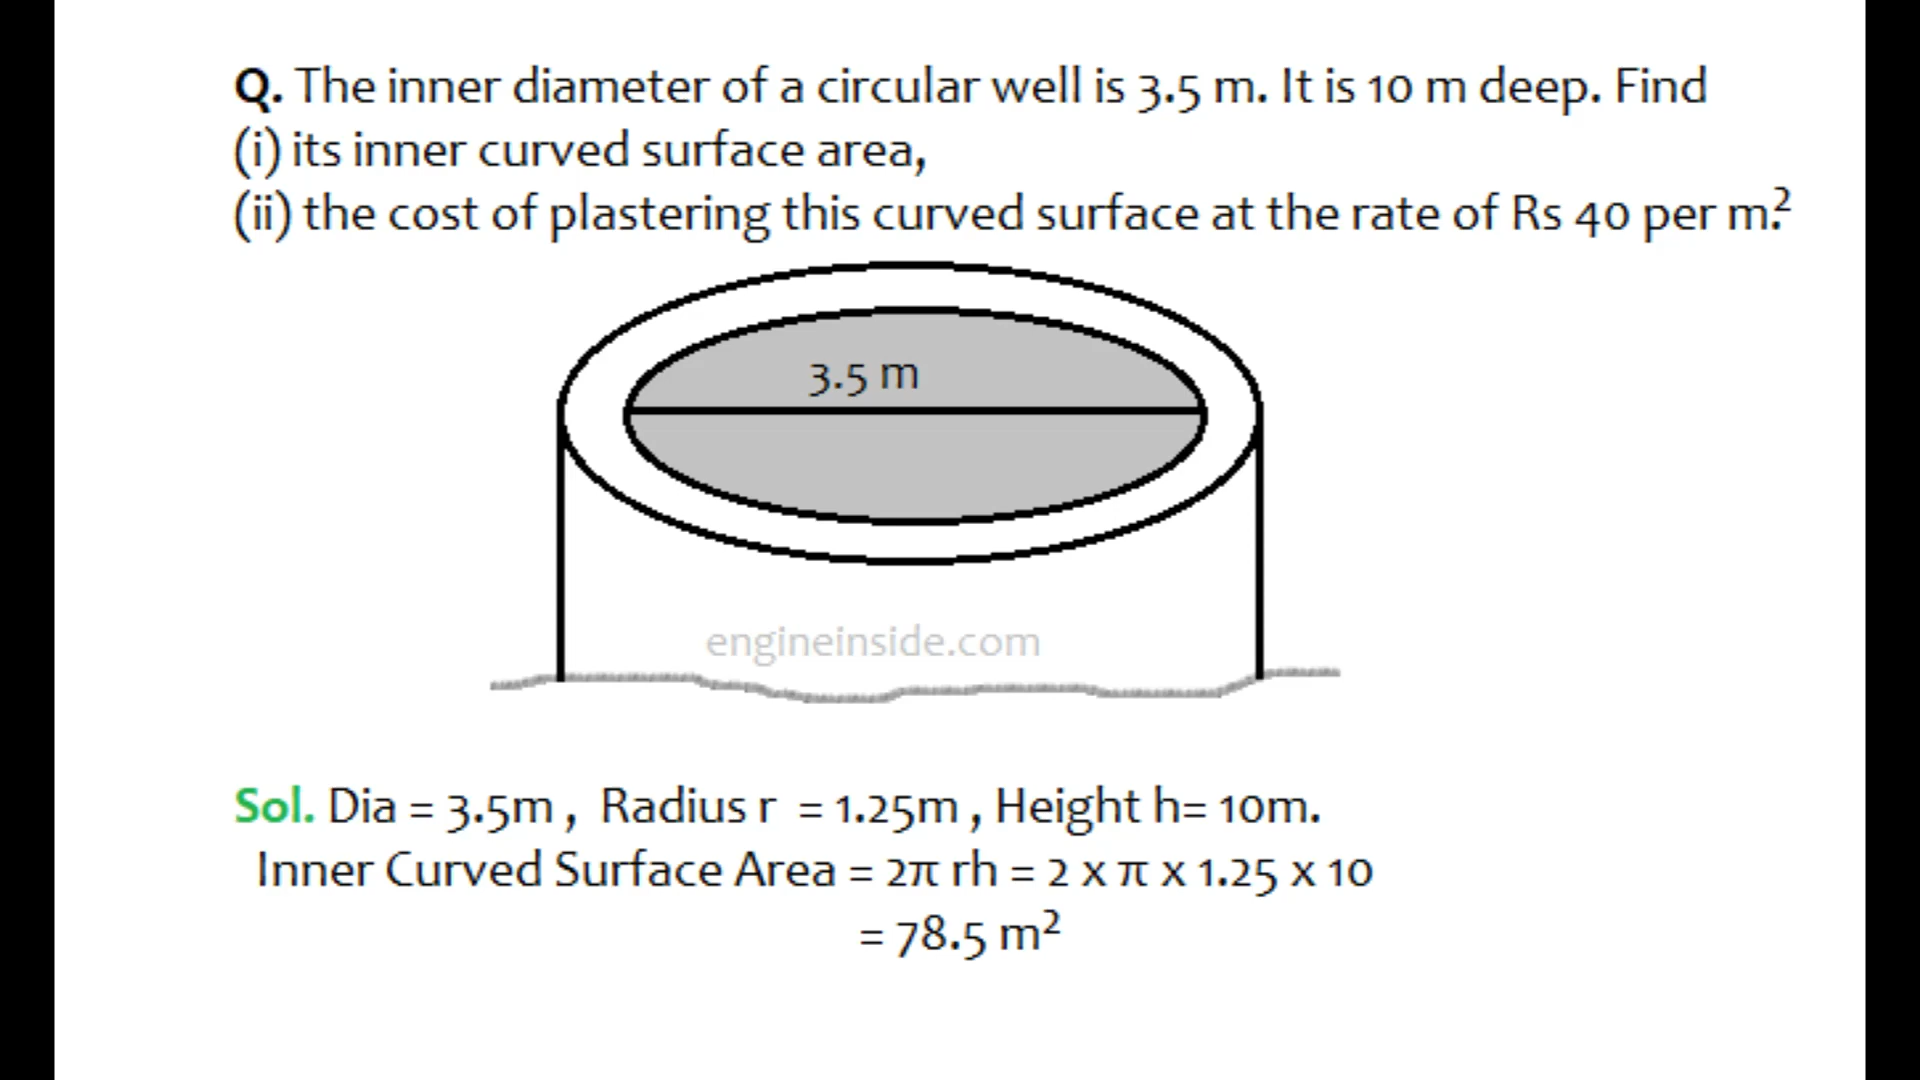 Q. The inner diameter of a circular well is 3.5 m. It is 10 m deep. Find
(i) its inner curved surface area,
(ii) the cost of plastering this curved surface at the rate of Rs 40 per m².
3.5 m
engineinside.com
Sol. Dia = 3.5m , Radius r = 1.25m , Height h= 10m.
Inner Curved Surface Area = 2π rh = 2 x π x 1.25 x 10
= 78.5 m²